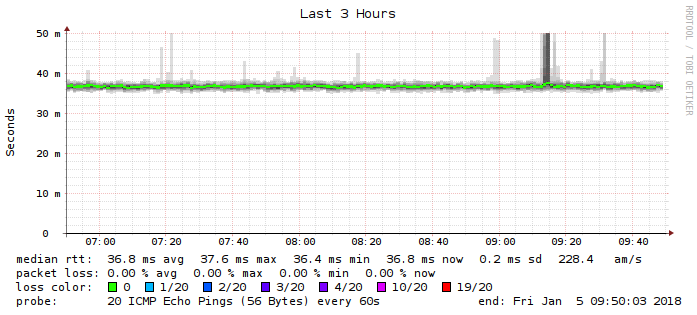 Last 3 Hours
RRDTOOL / TOBI OETIKER
Seconds
50 m
40 m
30 m
20 m
10 m
0
07:00 07:20 07:40 08:00 08:20 08:40 09:00 09:20 09:40
median rtt: 36.8 ms avg 37.6 ms max 36.4 ms min 36.8 ms now 0.2 ms sd 228.4 am/s
packet loss: 0.00 % avg 0.00 % max 0.00 % min 0.00 % now
loss color: 0 1/20 2/20 3/20 4/20 10/20 19/20
probe: 20 ICMP Echo Pings (56 Bytes) every 60s end: Fri Jan 5 09:50:03 2018